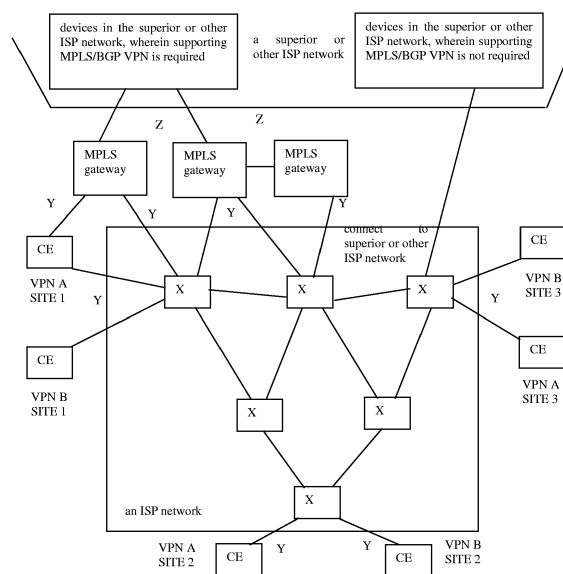 devices in the superior or other
ISP network, wherein supporting
MPLS/BGP VPN is required
a superior or
other ISP network
devices in the superior or other
ISP network, wherein supporting
MPLS/BGP VPN is not required
Z
Z
MPLS
gateway
MPLS
gateway
MPLS
gateway
Y
Y
Y
Y
connect to
superior or other
ISP network
CE
VPN A
SITE 1
CE
VPN B
SITE 3
X
X
X
Y
Y
CE
VPN B
SITE 1
CE
VPN A
SITE 3
X
X
X
an ISP network
VPN A
SITE 2
CE
Y
Y
CE
VPN B
SITE 2